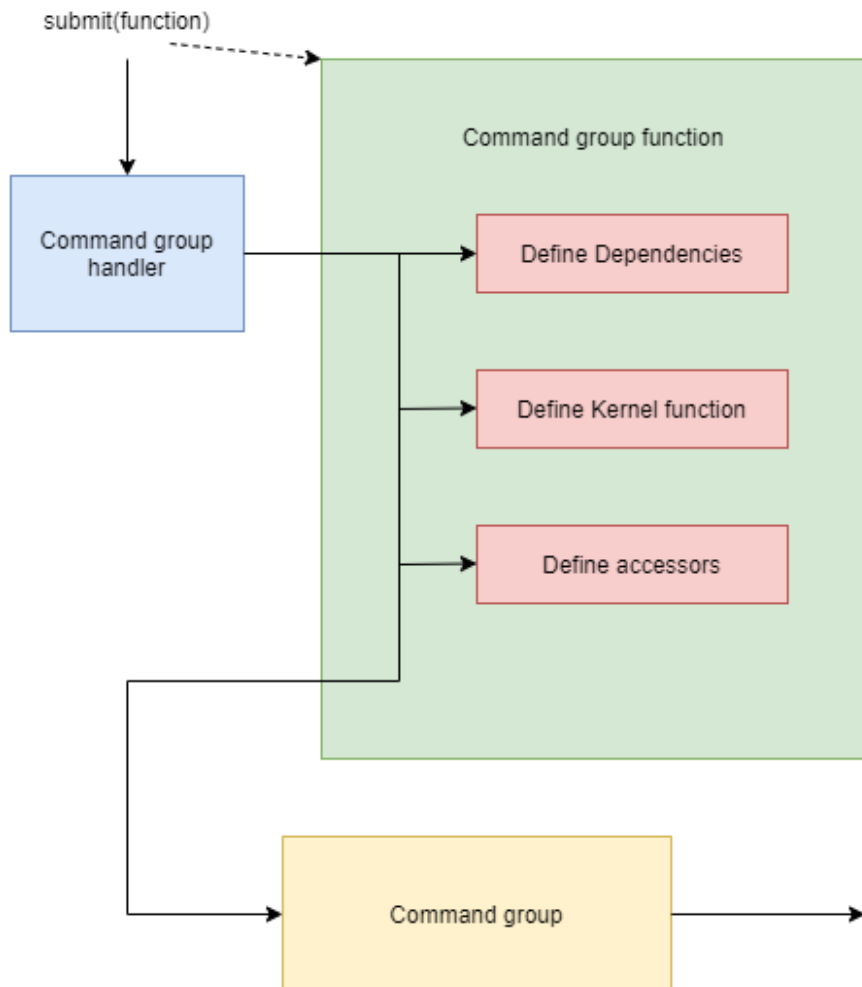 submit(function)
Command group function
Command group
handler
Define Dependencies
Define Kernel function
Define accessors
Command group